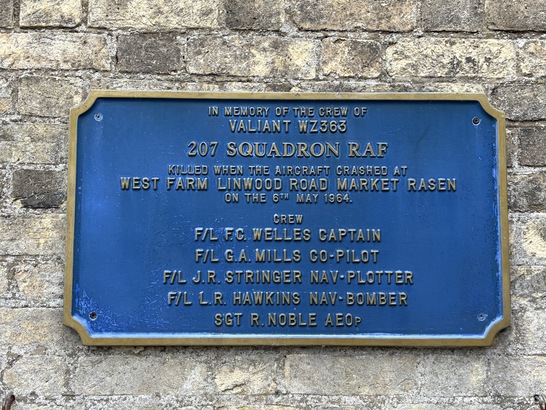 IN MEMORY OF THE CREW OF
VALIANT WZ363
207 SQUADRON RAF
KILLED WHEN THE AIRCRAFT CRASHED AT
WEST FARM LINWOOD ROAD MARKET RASEN
ON THE 6TH MAY 1964.
CREW
F/L F.C. WELLES CAPTAIN
F/L G.A. MILLS CO-PILOT
F/L J.R. STRINGER NAV-PLOTTER
F/L L.R. HAWKINS NAV-BOMBER
SGT R. NOBLE AEOP